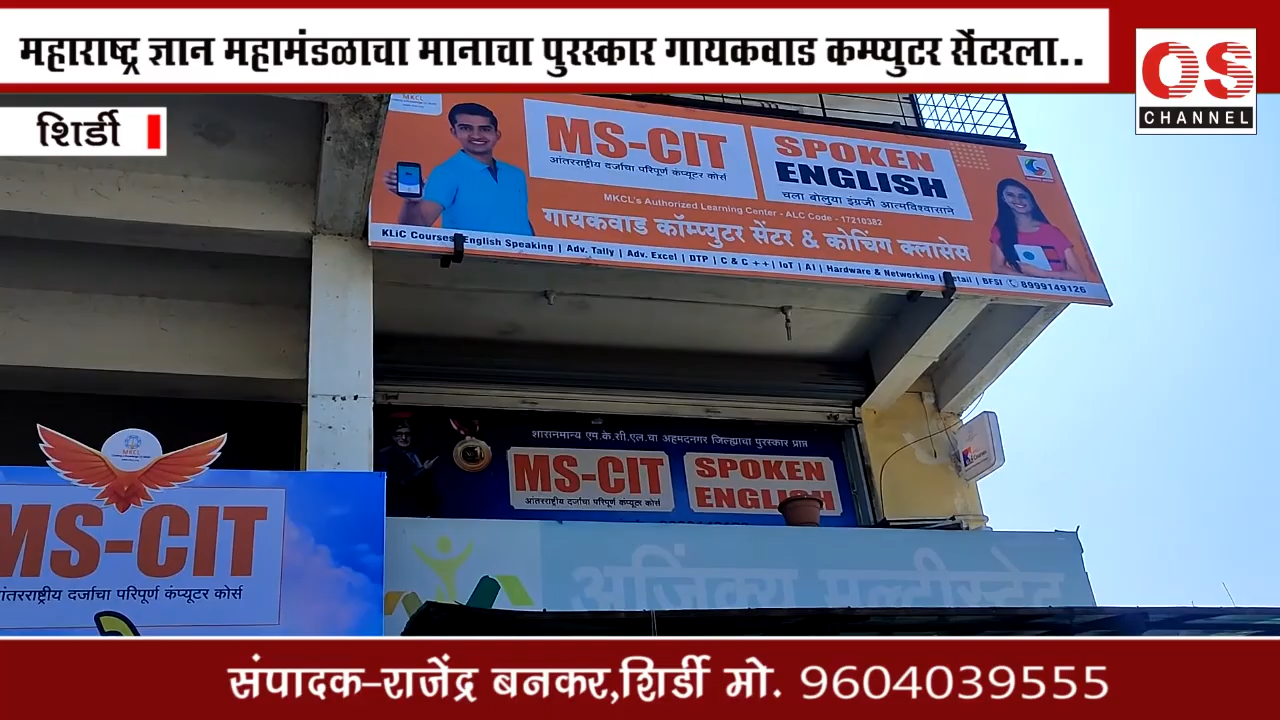 महाराष्ट्र ज्ञान महामंडळाचा मानाचा पुरस्कार गायकवाड कम्प्युटर सेंटरला..
OS
CHANNEL
शिर्डी
MKCL
MS-CIT
आंतरराष्ट्रीय दर्जाचा परिपूर्ण कंप्यूटर कोर्स
SPOKEN
ENGLISH
चला बोलुया इंग्रजी आत्मविश्वासाने
MKCL's Authorized Learning Center - ALC Code - 17210382
गायकवाड कॉम्प्युटर सेंटर & कोचिंग क्लासेस
KLiC Courses English Speaking | Adv. Tally | Adv. Excel | DTP | C & C ++ | IoT | AI | Hardware & Networking | etail | BFSI 8999149126
शासनमान्य एम.के.सी.एल.चा अहमदनगर जिल्ह्याचा पुरस्कार प्राप्त
MS-CIT
आंतरराष्ट्रीय दर्जाचा परिपूर्ण कंप्यूटर कोर्स
SPOKEN
ENGLISH
MKCL
MS-CIT
आंतरराष्ट्रीय दर्जाचा परिपूर्ण कंप्यूटर कोर्स
अजिंक्य मल्टीस्टेट
संपादक-राजेंद्र बनकर,शिर्डी मो. 9604039555